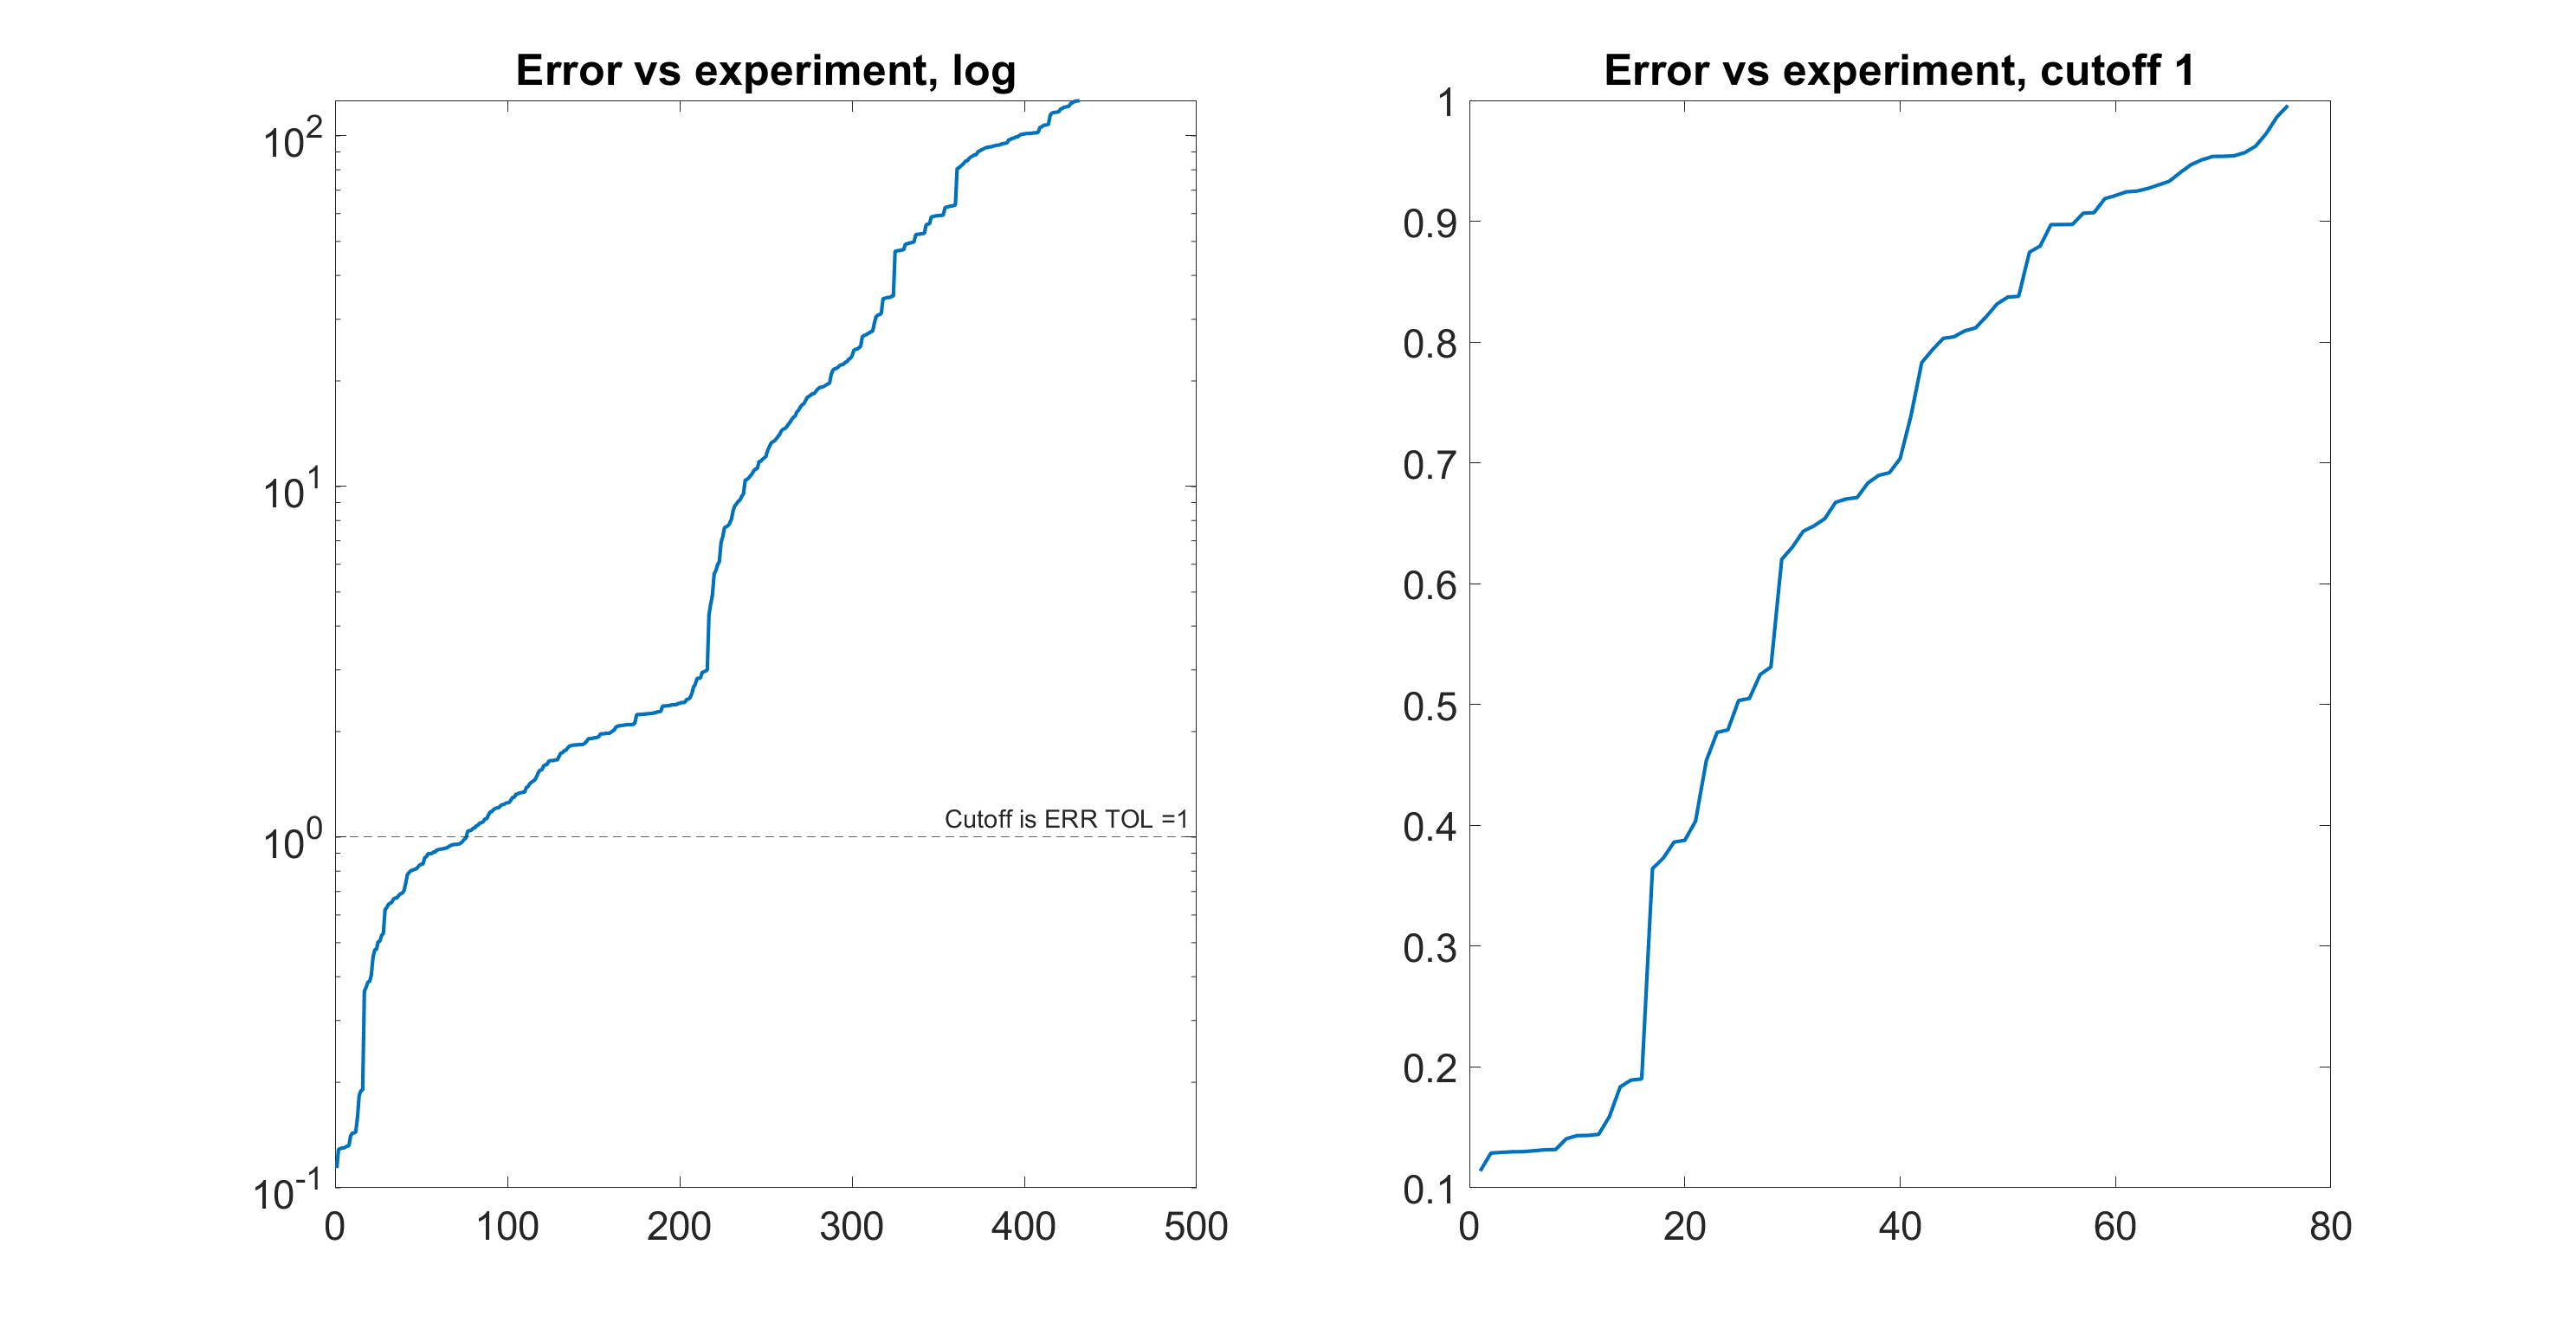 Error vs experiment, log
10^2
10^1
10^0
10^-1
Cutoff is ERR TOL =1
0 100 200 300 400 500
Error vs experiment, cutoff 1
1
0.9
0.8
0.7
0.6
0.5
0.4
0.3
0.2
0.1
0 20 40 60 80